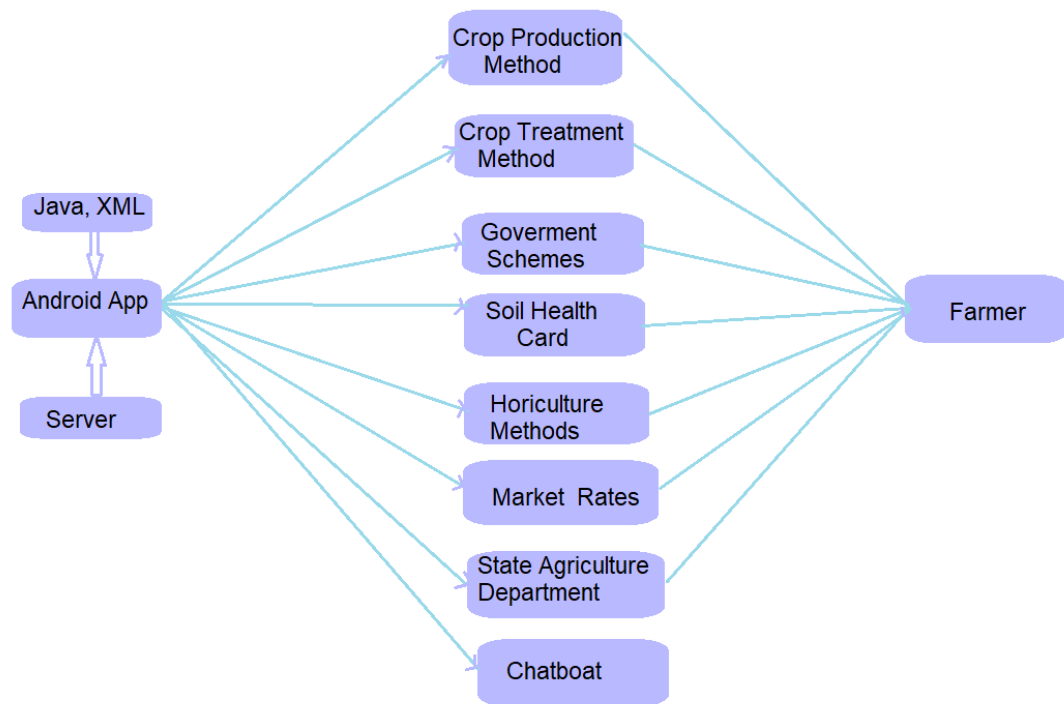 Crop Production
Method
Crop Treatment
Method
Java, XML
Goverment
Schemes
Android App
Soil Health
Card
Farmer
Horiculture
Methods
Server
Market Rates
State Agriculture
Department
Chatboat